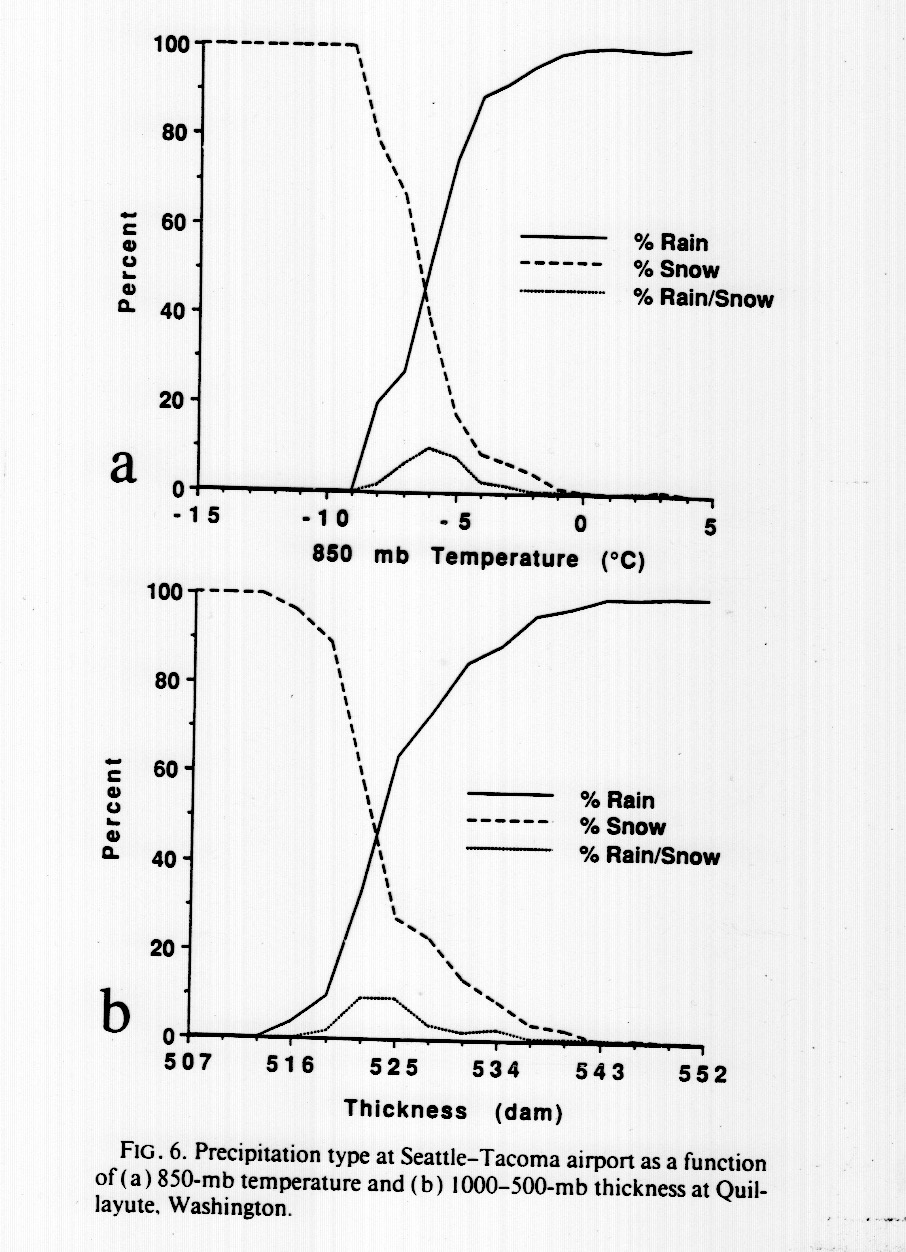 100
80
60
40
20
0
Percent
% Rain
% Snow
% Rain/Snow
a
-15 -10 -5 0 5
850 mb Temperature (°C)
100
80
60
40
20
0
Percent
% Rain
% Snow
% Rain/Snow
b
507 516 525 534 543 552
Thickness (dam)
FIG. 6. Precipitation type at Seattle–Tacoma airport as a function
of (a) 850-mb temperature and (b) 1000–500-mb thickness at Quil-
layute, Washington.